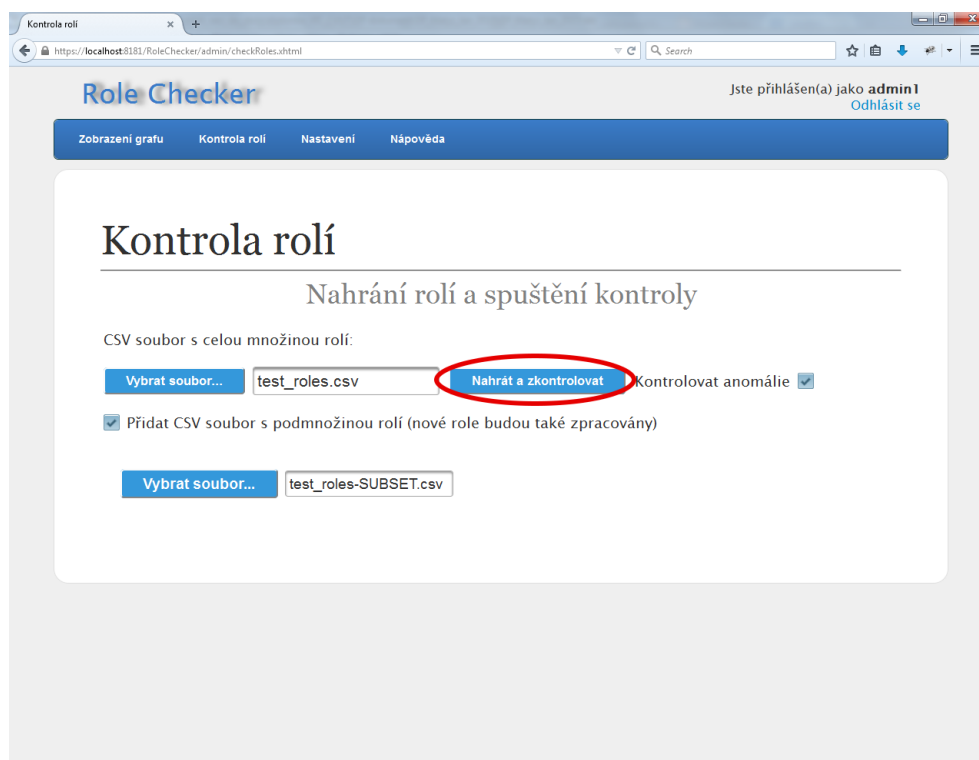 Kontrola rolí
https://localhost:8181/RoleChecker/admin/checkRoles.xhtml
Search
Role Checker
Jste přihlášen(a) jako admin1
Odhlásit se
Zobrazení grafu Kontrola rolí Nastavení Nápověda
Kontrola rolí
Nahrání rolí a spuštění kontroly
CSV soubor s celou množinou rolí:
Vybrat soubor... test_roles.csv Nahrát a zkontrolovat Kontrolovat anomálie
Přidat CSV soubor s podmnožinou rolí (nové role budou také zpracovány)
Vybrat soubor... test_roles-SUBSET.csv